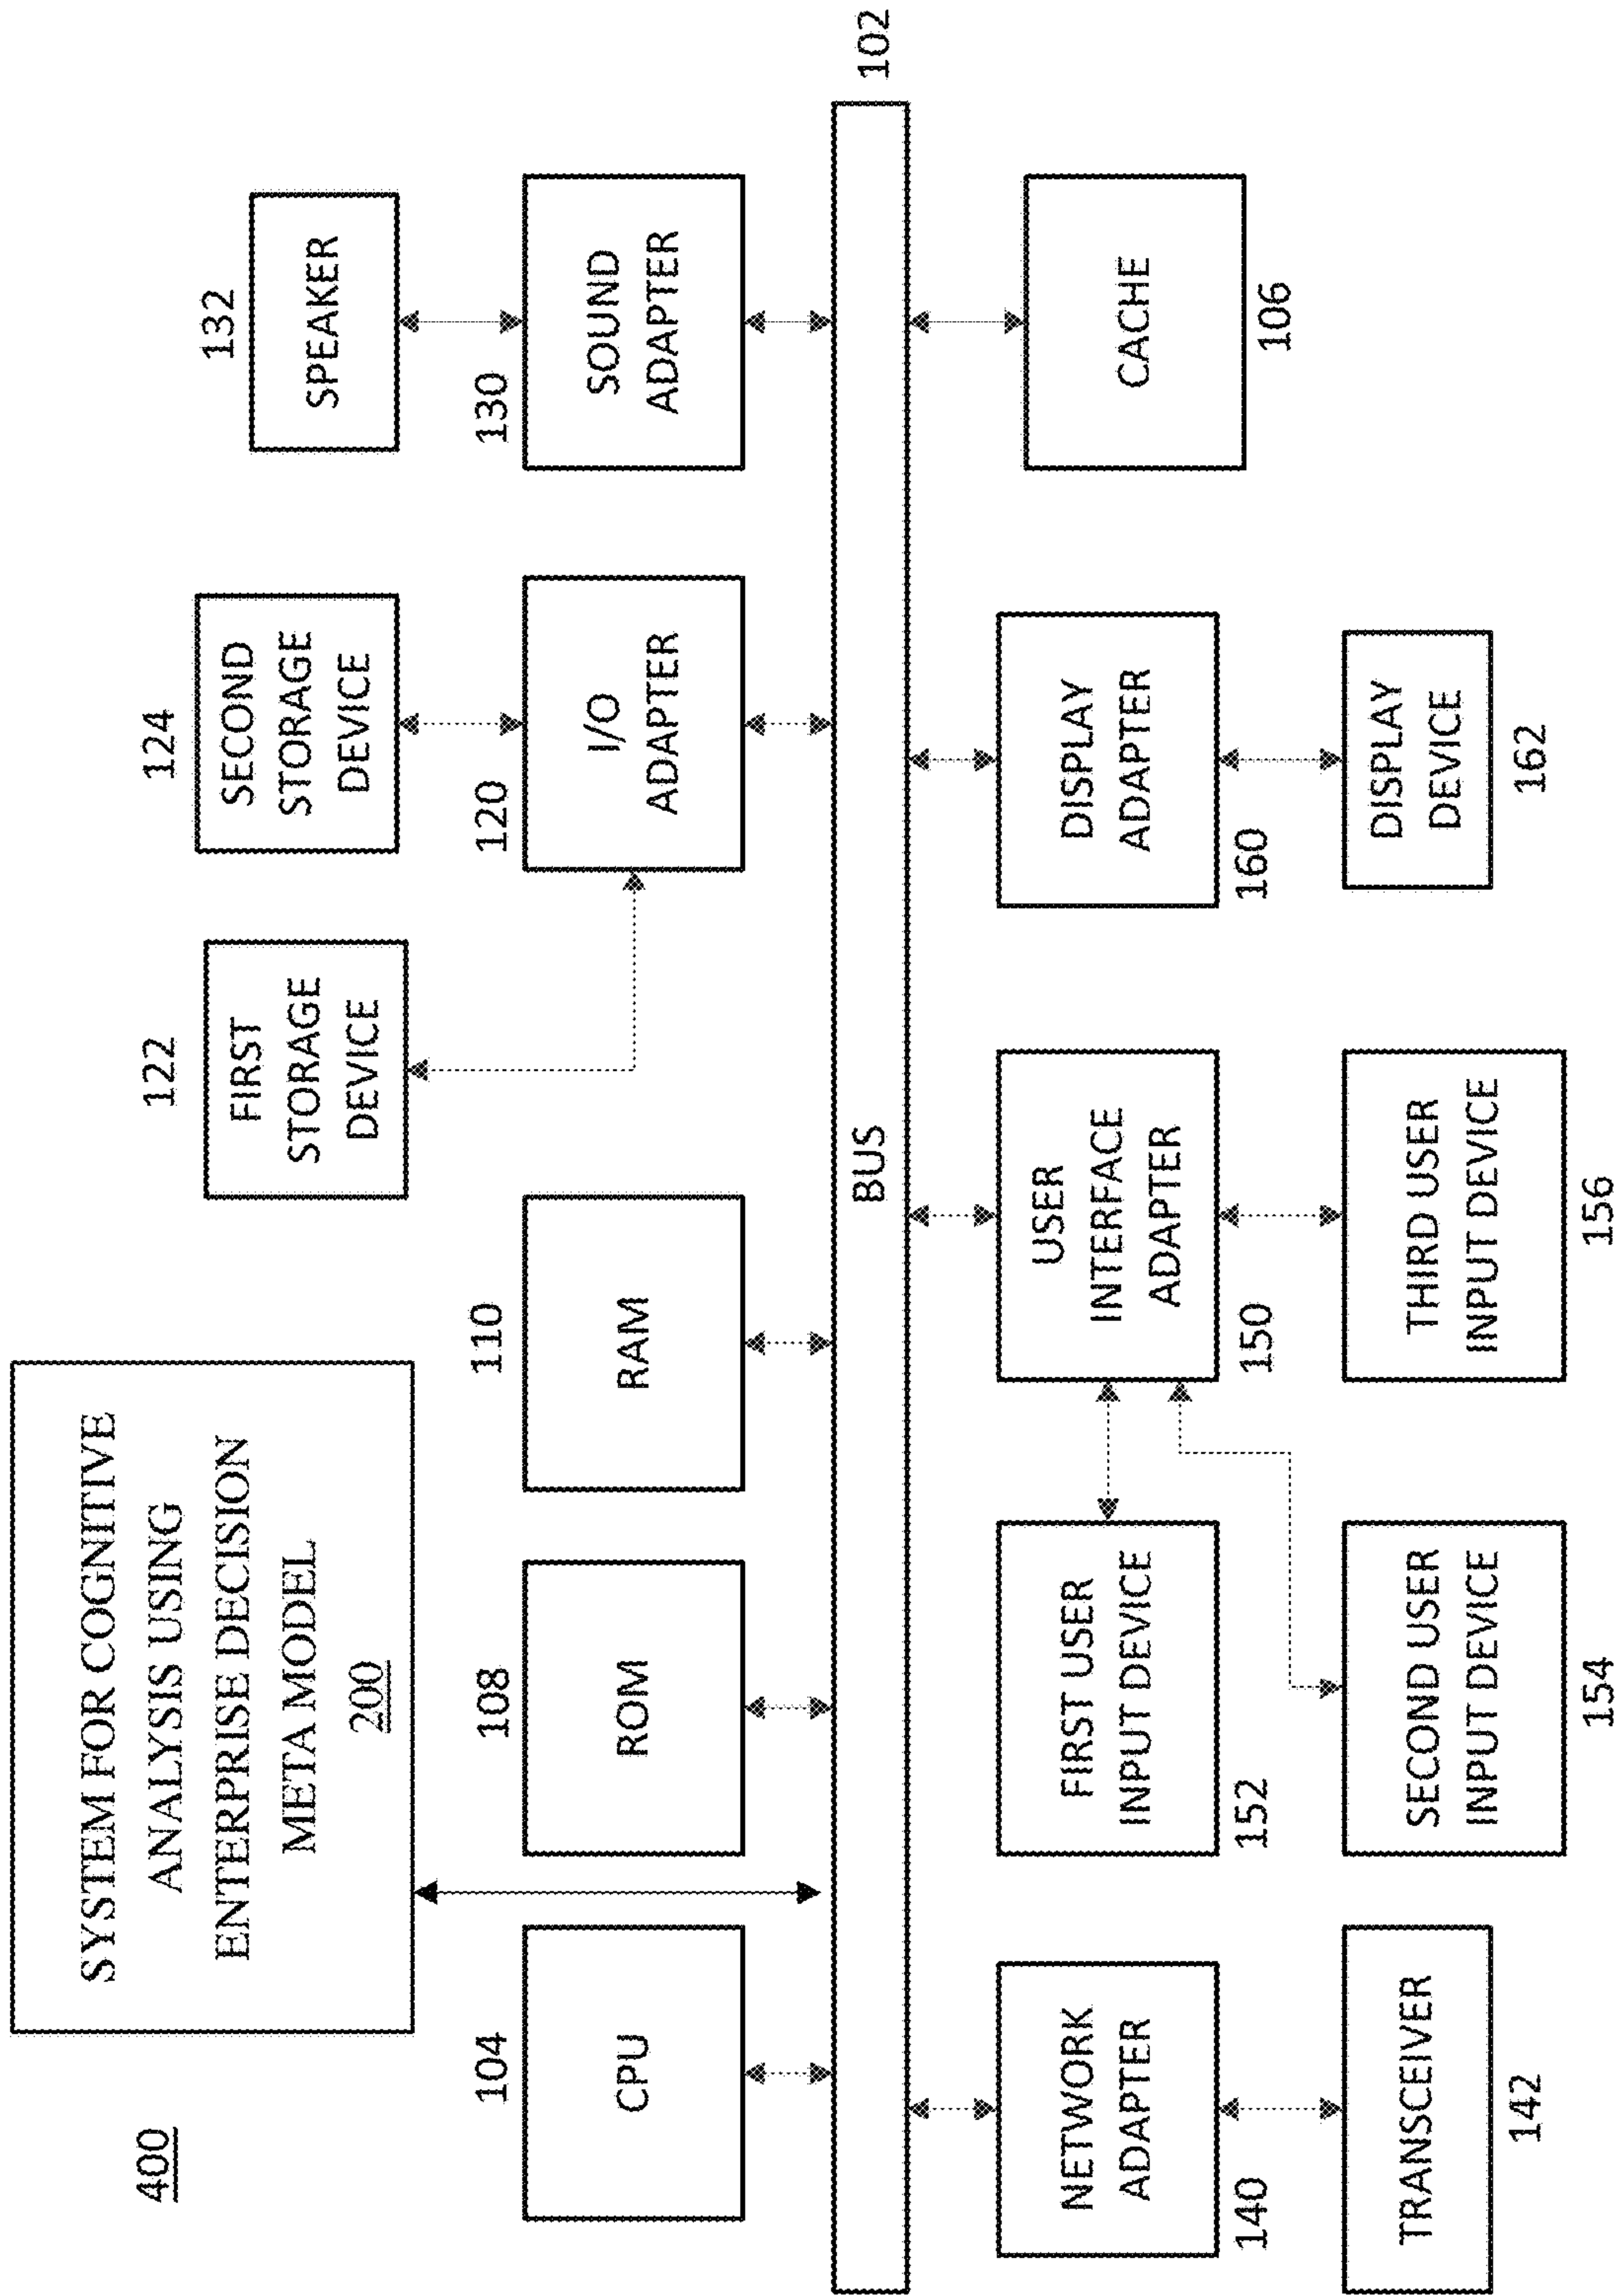 400
SYSTEM FOR COGNITIVE
ANALYSIS USING
ENTERPRISE DECISION
META MODEL
200
122
FIRST
STORAGE
DEVICE
124
SECOND
STORAGE
DEVICE
132
SPEAKER
104
CPU
108
ROM
110
RAM
120
I/O
ADAPTER
130
SOUND
ADAPTER
BUS
102
NETWORK
ADAPTER
140
FIRST USER
INPUT DEVICE
152
USER
INTERFACE
ADAPTER
150
DISPLAY
ADAPTER
160
CACHE
106
TRANSCEIVER
142
SECOND USER
INPUT DEVICE
154
THIRD USER
INPUT DEVICE
156
DISPLAY
DEVICE
162